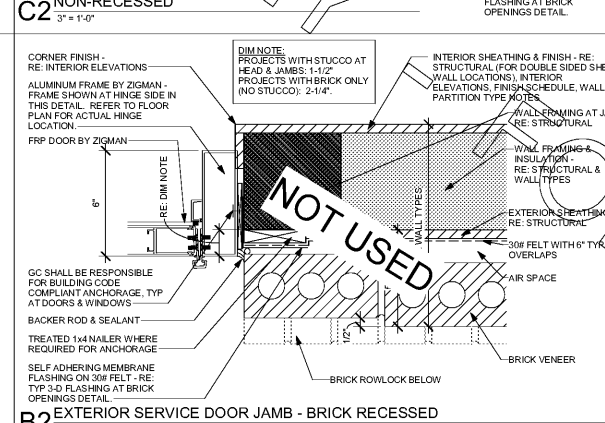 C2 NON-RECESSED
3" = 1'-0"
FLASHING AT BRICK
OPENINGS DETAIL.
CORNER FINISH -
RE: INTERIOR ELEVATIONS
ALUMINUM FRAME BY ZIGMAN -
FRAME SHOWN AT HINGE SIDE IN
THIS DETAIL. REFER TO FLOOR
PLAN FOR ACTUAL HINGE
LOCATION.
FRP DOOR BY ZIGMAN
DIM NOTE:
PROJECTS WITH STUCCO AT
HEAD & JAMBS: 1-1/2"
PROJECTS WITH BRICK ONLY
(NO STUCCO): 2-1/4".
INTERIOR SHEATHING & FINISH - RE:
STRUCTURAL (FOR DOUBLE SIDED SHE
WALL LOCATIONS), INTERIOR
ELEVATIONS, FINISH SCHEDULE, WALL
PARTITION TYPE NOTES
WALL FRAMING AT JA
RE: STRUCTURAL
WALL FRAMING &
INSULATION -
RE: STRUCTURAL &
WALL TYPES
EXTERIOR SHEATHING
RE: STRUCTURAL
30# FELT WITH 6" TYP
OVERLAPS
AIR SPACE
BRICK VENEER
6"
RE: DIM NOTE
NOT USED
WALL TYPES
1/2"
GC SHALL BE RESPONSIBLE
FOR BUILDING CODE
COMPLIANT ANCHORAGE, TYP
AT DOORS & WINDOWS
BACKER ROD & SEALANT
TREATED 1x4 NAILER WHERE
REQUIRED FOR ANCHORAGE
SELF ADHERING MEMBRANE
FLASHING ON 30# FELT - RE:
TYP 3-D FLASHING AT BRICK
OPENINGS DETAIL.
BRICK ROWLOCK BELOW
B2 EXTERIOR SERVICE DOOR JAMB - BRICK RECESSED